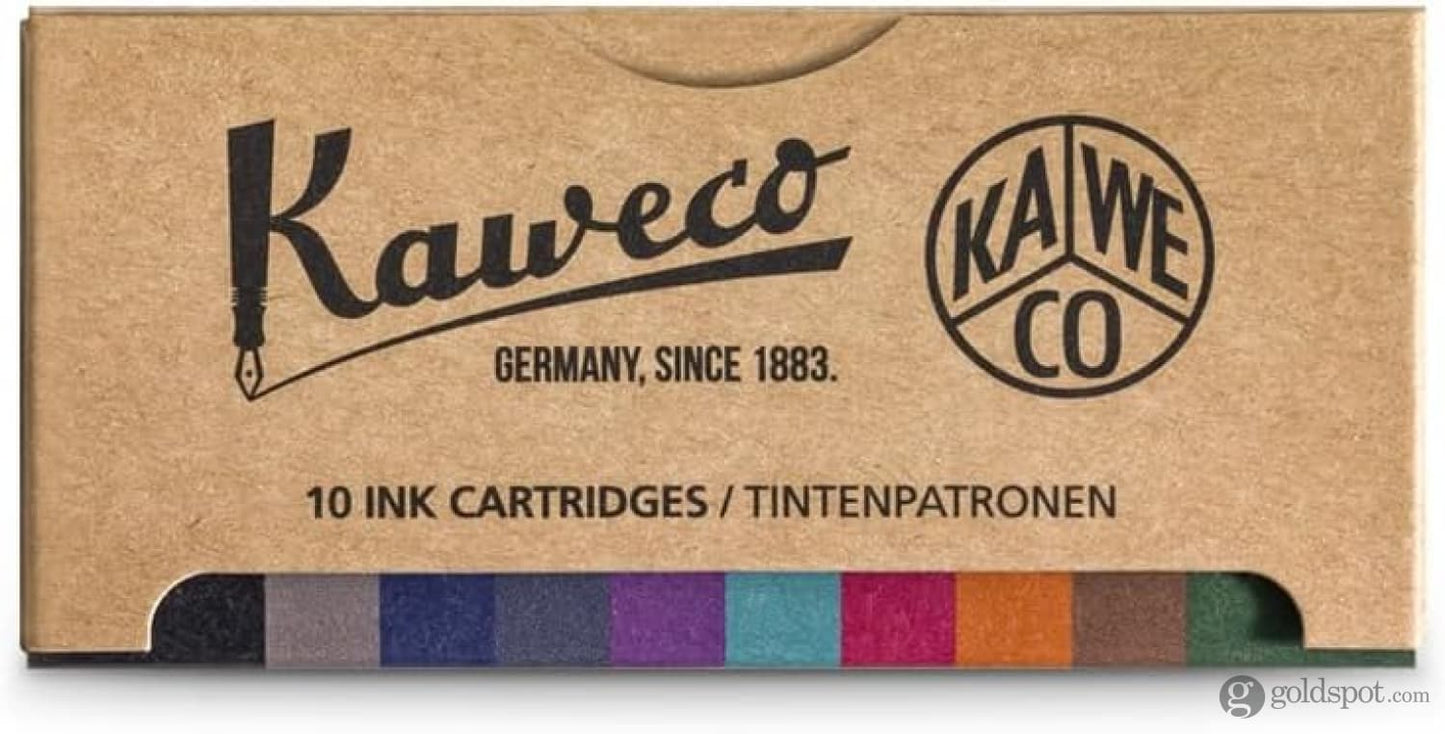 Kaweco
GERMANY, SINCE 1883.
KA WE
CO
10 INK CARTRIDGES / TINTENPATRONEN
g goldspot.com